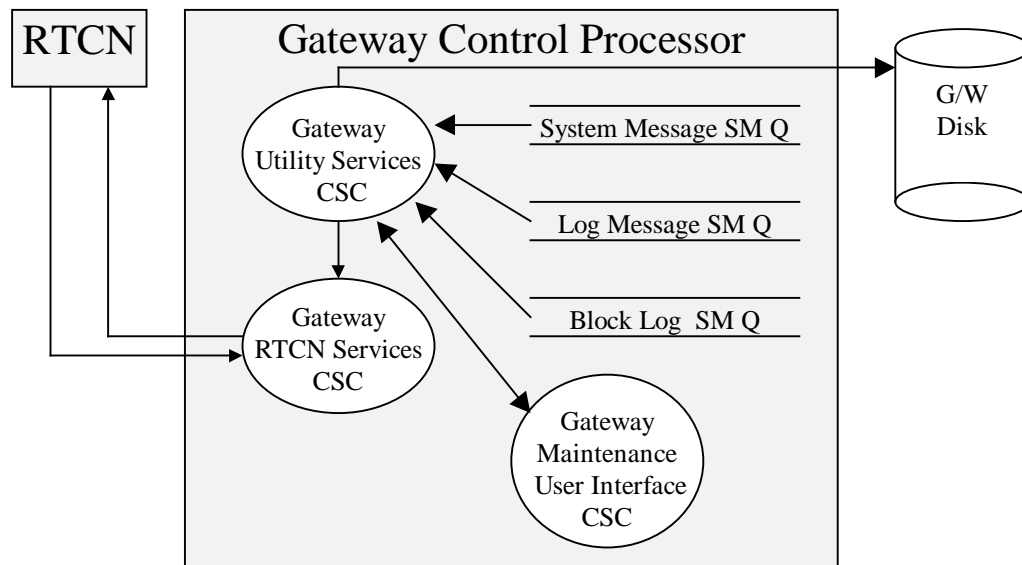 RTCN
Gateway Control Processor
G/W
Disk
Gateway
Utility Services
CSC
System Message SM Q
Log Message SM Q
Block Log  SM Q
Gateway
RTCN Services
CSC
Gateway
Maintenance
User Interface
CSC